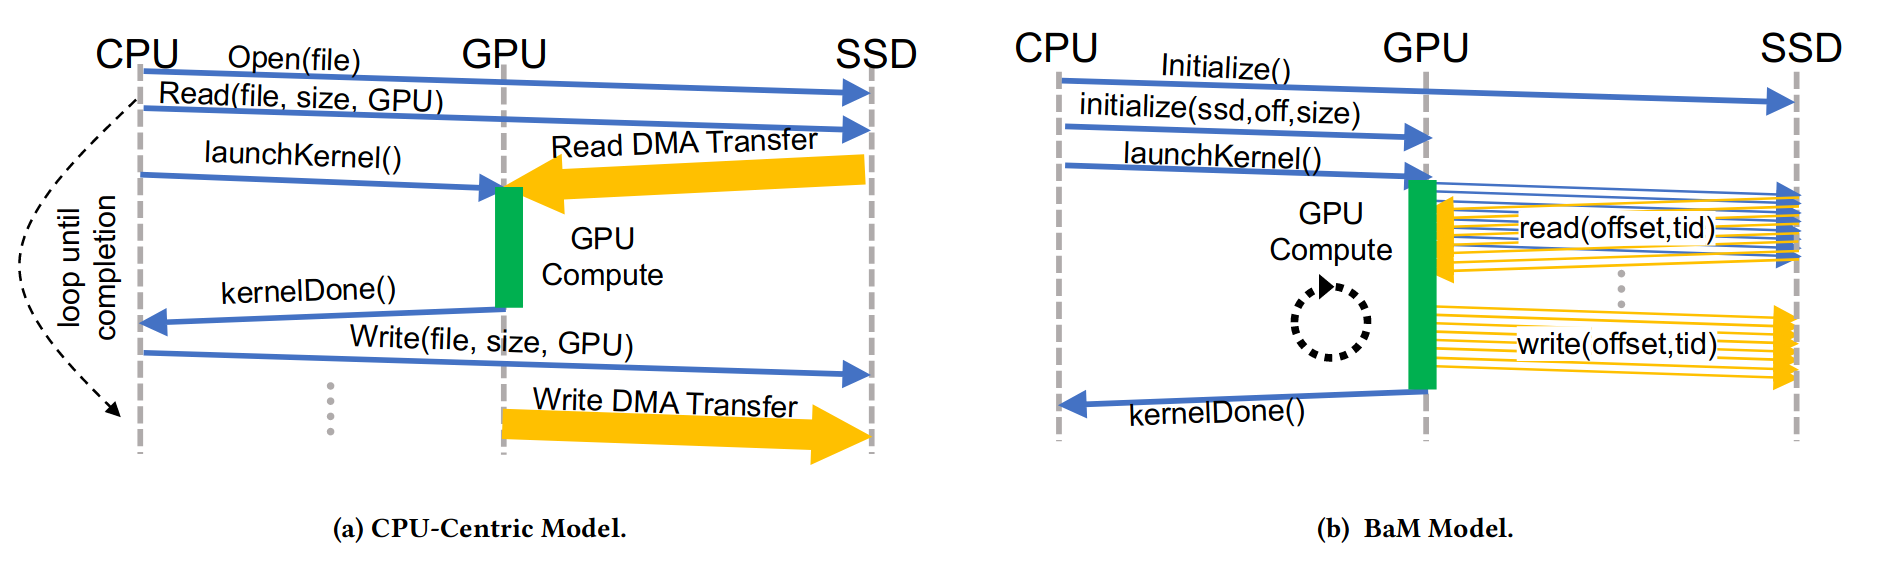 CPU GPU SSD
Open(file)
Read(file, size, GPU)
Read DMA Transfer
launchKernel()
GPU
Compute
loop until
completion
kernelDone()
Write(file, size, GPU)
Write DMA Transfer
(a) CPU-Centric Model.
CPU GPU SSD
Initialize()
initialize(ssd,off,size)
launchKernel()
GPU
Compute
read(offset,tid)
write(offset,tid)
kernelDone()
(b) BaM Model.